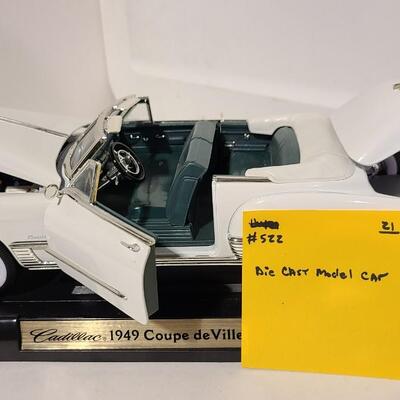 21
#522
Die CAST Model CAr
Cadillac 1949 Coupe deVille